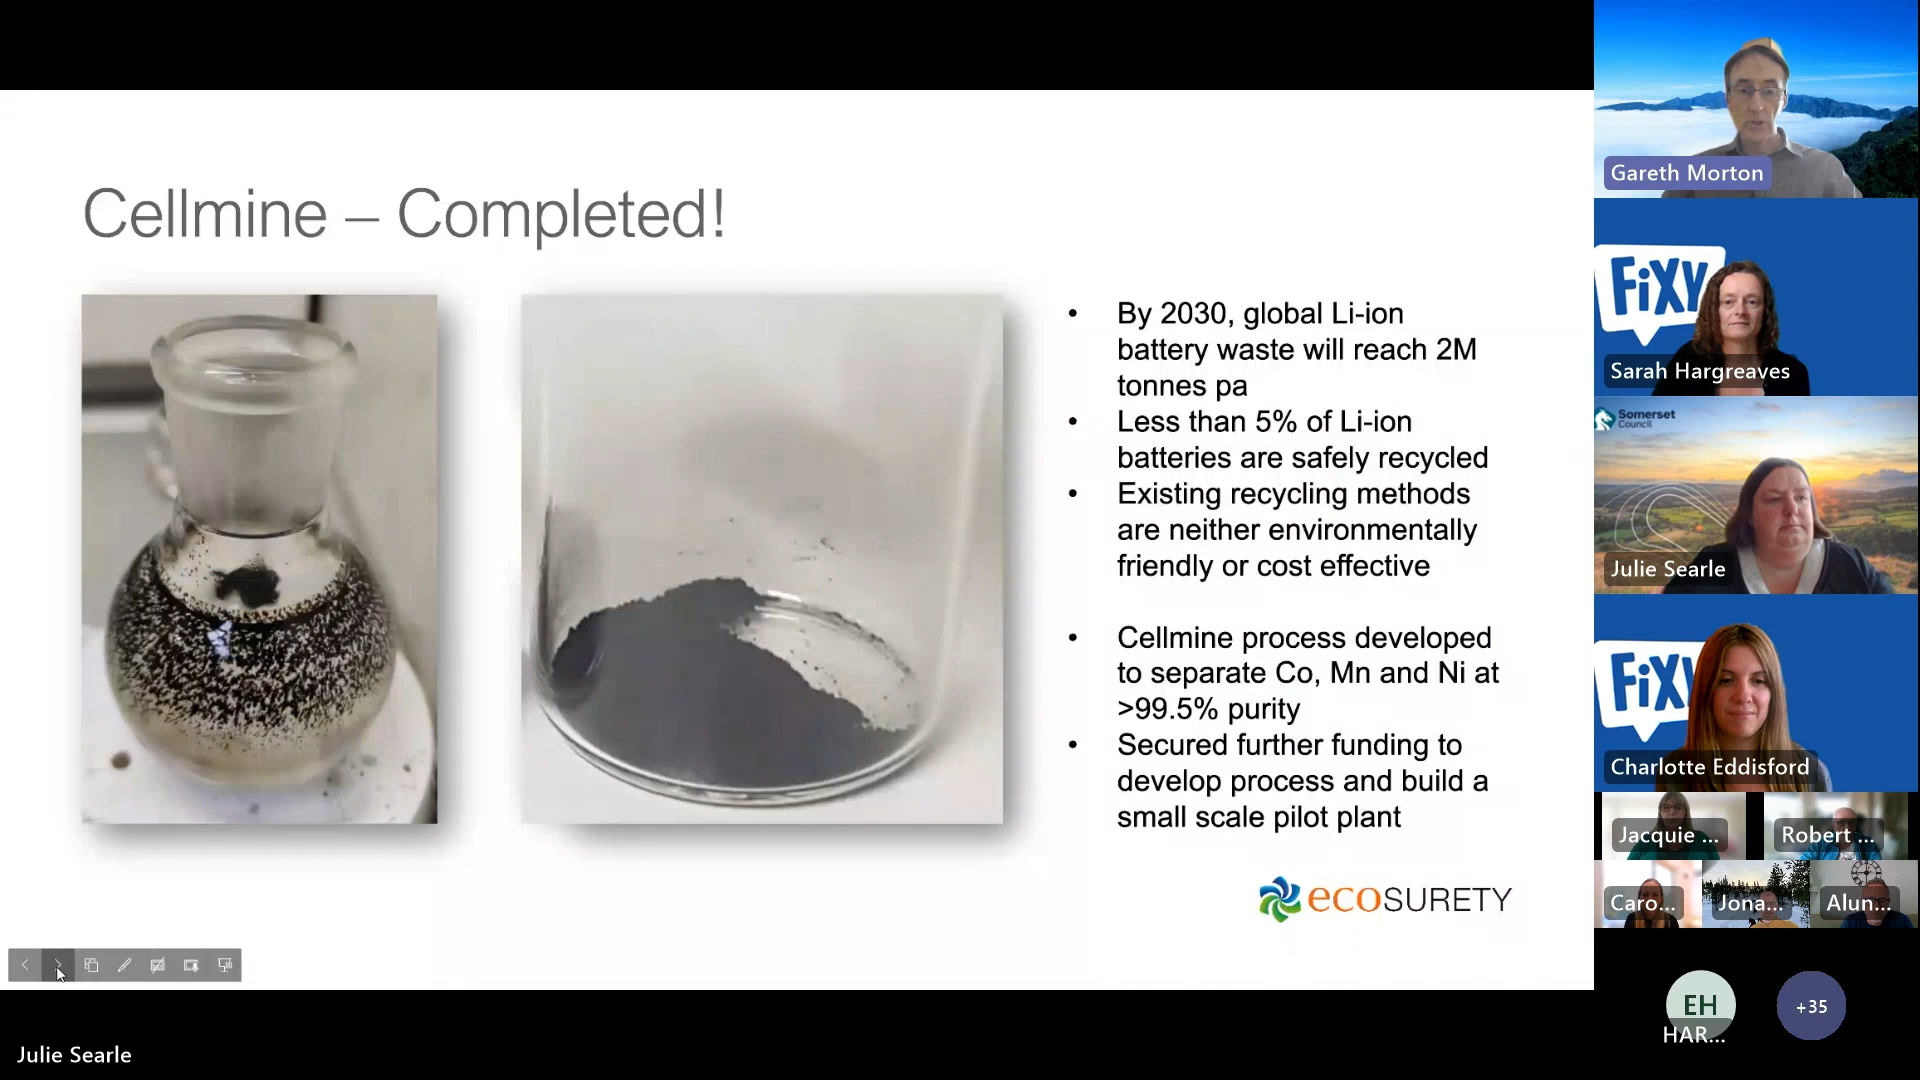 Cellmine – Completed!
• By 2030, global Li-ion
battery waste will reach 2M
tonnes pa
• Less than 5% of Li-ion
batteries are safely recycled
• Existing recycling methods
are neither environmentally
friendly or cost effective
• Cellmine process developed
to separate Co, Mn and Ni at
>99.5% purity
• Secured further funding to
develop process and build a
small scale pilot plant
ecoSURETY
Julie Searle
Gareth Morton
FiXY
Sarah Hargreaves
Somerset
Council
Julie Searle
FiXY
Charlotte Eddisford
Jacquie ...
Robert ...
Caro...
Jona...
Alun...
EH
HAR...
+35